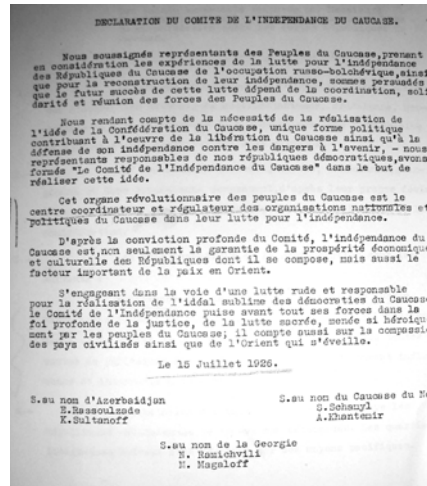 DECLARATION DU COMITE DE L'INDEPENDANCE DU CAUCASE.
Nous soussignés représentants des Peuples du Caucase,prenant
en considération les expériences de la lutte pour l'indépendance
des Républiques du Caucase de l'occupation russo-bolchévique,ainsi
que pour la reconstruction de leur indépendance, sommes persuadés
que le futur succès de cette lutte dépend de la coordination, soli
darité et réunion des forces des Peuples du Caucase.
Nous rendant compte de la nécessité de la réalisation de
l'idée de la Confédération du Caucase, unique forme politique
contribuant à l'oeuvre de la libération du Caucase ainsi qu'à la
défense de son indépendance contre les dangers à l'avenir, - nous
représentants responsables de nos républiques démocratiques,avons
formés "Le Comité de l'Indépendance du Caucase" dans le but de
réaliser cette idée.
Cet organe révolutionnaire des peuples du Caucase est le
centre coordinateur et régulateur des organisations nationales et
politiques du Caucase dans leur lutte pour l'indépendance.
D'après la conviction profonde du Comité, l'indépendance du
Caucase est,non seulement la garantie de la prospérité économique
et culturelle des Républiques dont il se compose, mais aussi le
facteur important de la paix en Orient.
S'engageant dans la voie d'une lutte rude et responsable
pour la réalisation de l'idéal sublime des démocraties du Caucase
le Comité de l'Indépendance puise avant tout ses forces dans la
foi profonde de la justice, de la lutte sacrée, menée si héroiqu
ment par les peuples du Caucase; il compte aussi sur la compassio
des pays civilisés ainsi que de l'Orient qui s'éveille.
Le 15 Juillet 1926.
S.au nom d'Azerbaidjan S.au nom du Caucase du No
E.Rassoulzade S.Schamyl
K.Sultanoff A.Khantemir
S.au nom de la Georgie
N. Ramichvili
M. Magaloff